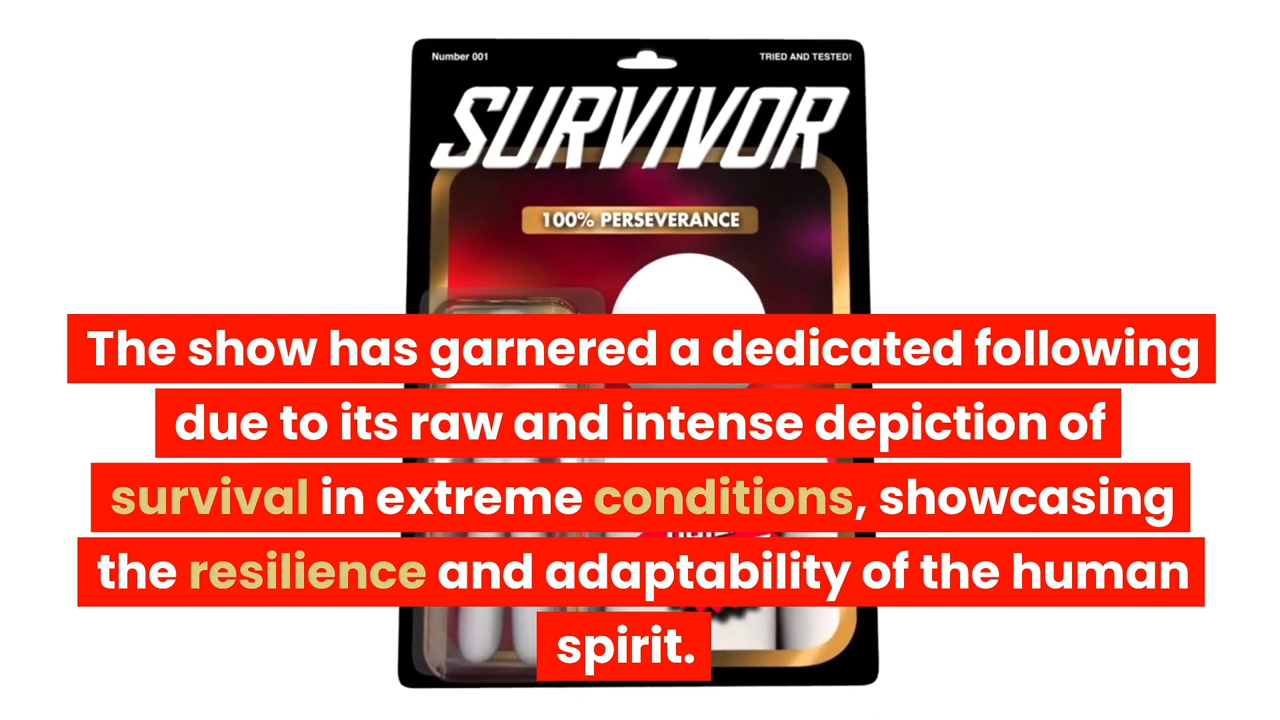 Number 001
TRIED AND TESTED!
SURVIVOR
100% PERSEVERANCE
The show has garnered a dedicated following
due to its raw and intense depiction of
survival in extreme conditions, showcasing
the resilience and adaptability of the human
spirit.